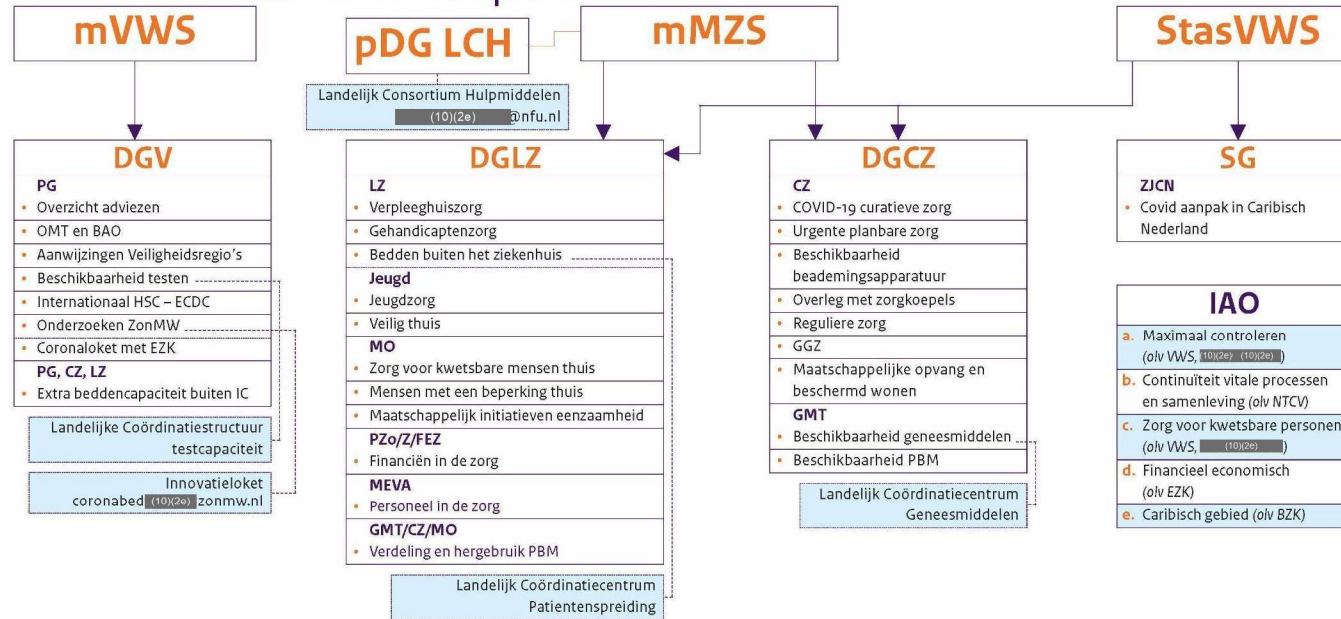 mVWS
pDG LCH
mMZS
StasVWS
Landelijk Consortium Hulpmiddelen
(10)(2e) @nfu.nl
DGV
PG
• Overzicht adviezen
• OMT en BAO
• Aanwijzingen Veiligheidsregio's
• Beschikbaarheid testen
• Internationaal HSC – ECDC
• Onderzoeken ZonMW
• Coronaloket met EZK
PG, CZ, LZ
• Extra beddencapaciteit buiten IC
Landelijke Coördinatiestructuur
testcapaciteit
Innovatieloket
coronabed (10)(2e) zonmw.nl
DGLZ
LZ
• Verpleeghuiszorg
• Gehandicaptenzorg
• Bedden buiten het ziekenhuis
Jeugd
• Jeugdzorg
• Veilig thuis
MO
• Zorg voor kwetsbare mensen thuis
• Mensen met een beperking thuis
• Maatschappelijk initiatieven eenzaamheid
PZo/Z/FEZ
• Financiën in de zorg
MEVA
• Personeel in de zorg
GMT/CZ/MO
• Verdeling en hergebruik PBM
Landelijk Coördinatiecentrum
Patientenspreiding
DGCZ
CZ
• COVID-19 curatieve zorg
• Urgente planbare zorg
• Beschikbaarheid
beademingsapparatuur
• Overleg met zorgkoepels
• Reguliere zorg
• GGZ
• Maatschappelijke opvang en
beschermd wonen
GMT
• Beschikbaarheid geneesmiddelen
• Beschikbaarheid PBM
Landelijk Coördinatiecentrum
Geneesmiddelen
SG
ZJCN
• Covid aanpak in Caribisch
Nederland
IAO
a. Maximaal controleren
(olv VWS, (10)(2e) (10)(2e) )
b. Continuïteit vitale processen
en samenleving (olv NTCV)
c. Zorg voor kwetsbare personen
(olv VWS, (10)(2e) )
d. Financieel economisch
(olv EZK)
e. Caribisch gebied (olv BZK)